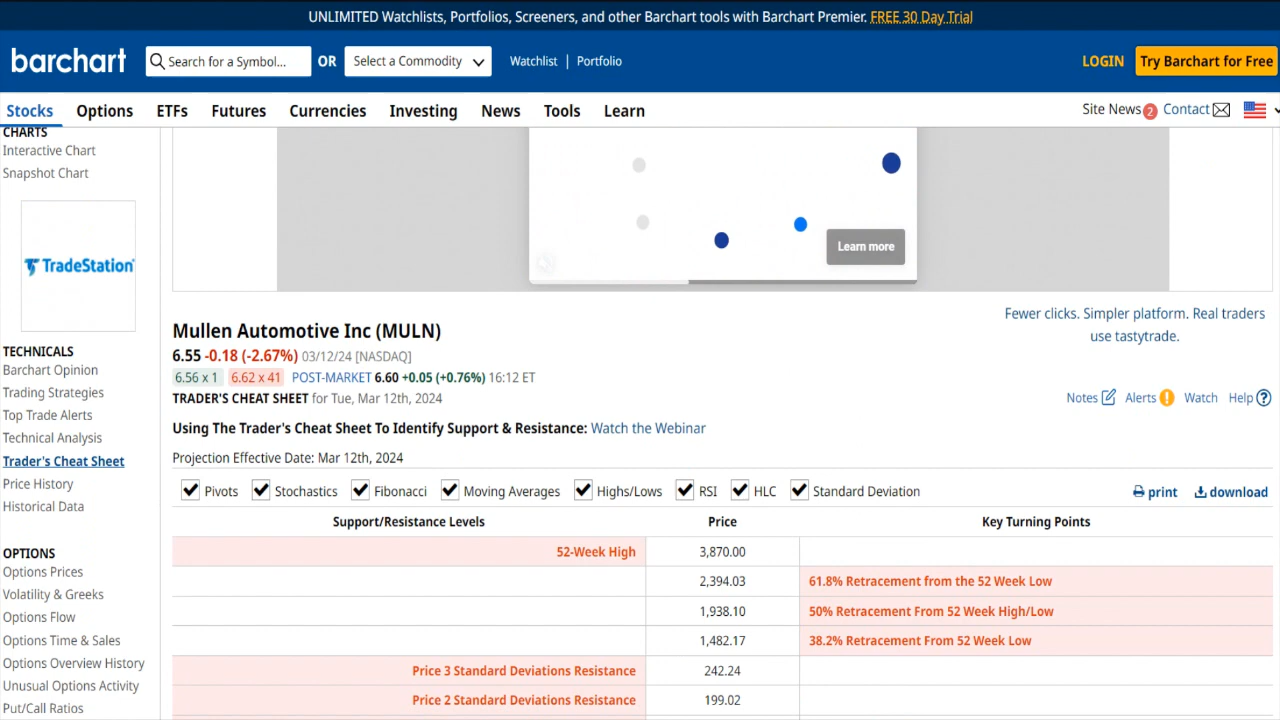 UNLIMITED Watchlists, Portfolios, Screeners, and other Barchart tools with Barchart Premier. FREE 30 Day Trial
barchart Search for a Symbol... OR Select a Commodity Watchlist | Portfolio LOGIN Try Barchart for Free
Stocks Options ETFs Futures Currencies Investing News Tools Learn Site News 2 Contact
CHARTS
Interactive Chart
Snapshot Chart
TradeStation
TECHNICALS
Barchart Opinion
Trading Strategies
Top Trade Alerts
Technical Analysis
Trader's Cheat Sheet
Price History
Historical Data
OPTIONS
Options Prices
Volatility & Greeks
Options Flow
Options Time & Sales
Options Overview History
Unusual Options Activity
Put/Call Ratios
Learn more
Fewer clicks. Simpler platform. Real traders
use tastytrade.
Mullen Automotive Inc (MULN)
6.55 -0.18 (-2.67%) 03/12/24 [NASDAQ]
6.56 x 1 6.62 x 41 POST-MARKET 6.60 +0.05 (+0.76%) 16:12 ET
TRADER'S CHEAT SHEET for Tue, Mar 12th, 2024
Notes Alerts ! Watch Help ?
Using The Trader's Cheat Sheet To Identify Support & Resistance: Watch the Webinar
Projection Effective Date: Mar 12th, 2024
Pivots Stochastics Fibonacci Moving Averages Highs/Lows RSI HLC Standard Deviation print download
Support/Resistance Levels Price Key Turning Points
52-Week High 3,870.00
2,394.03 61.8% Retracement from the 52 Week Low
1,938.10 50% Retracement From 52 Week High/Low
1,482.17 38.2% Retracement From 52 Week Low
Price 3 Standard Deviations Resistance 242.24
Price 2 Standard Deviations Resistance 199.02